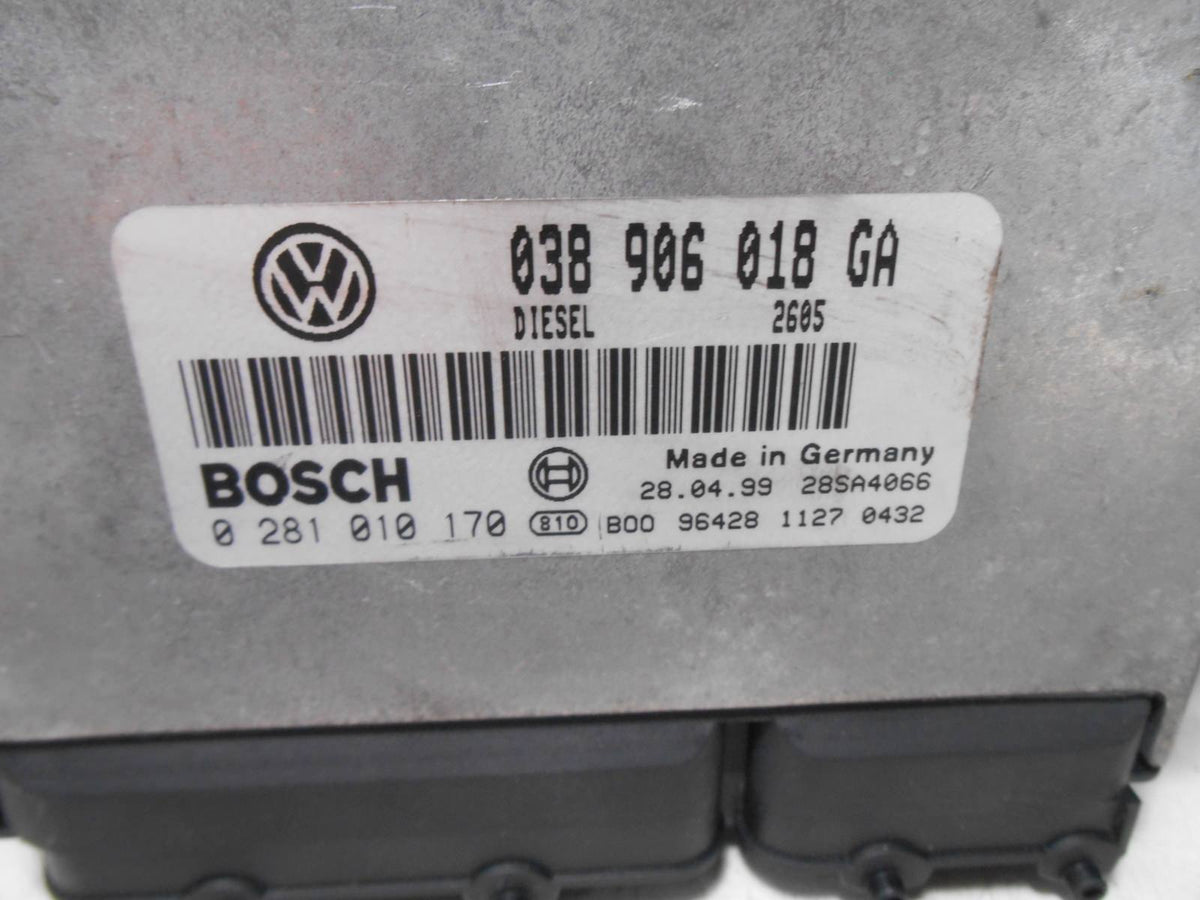 038 906 018 GA
DIESEL 2605
BOSCH
Made in Germany
28.04.99 28SA4066
0 281 010 170 810 B00 96428 1127 0432